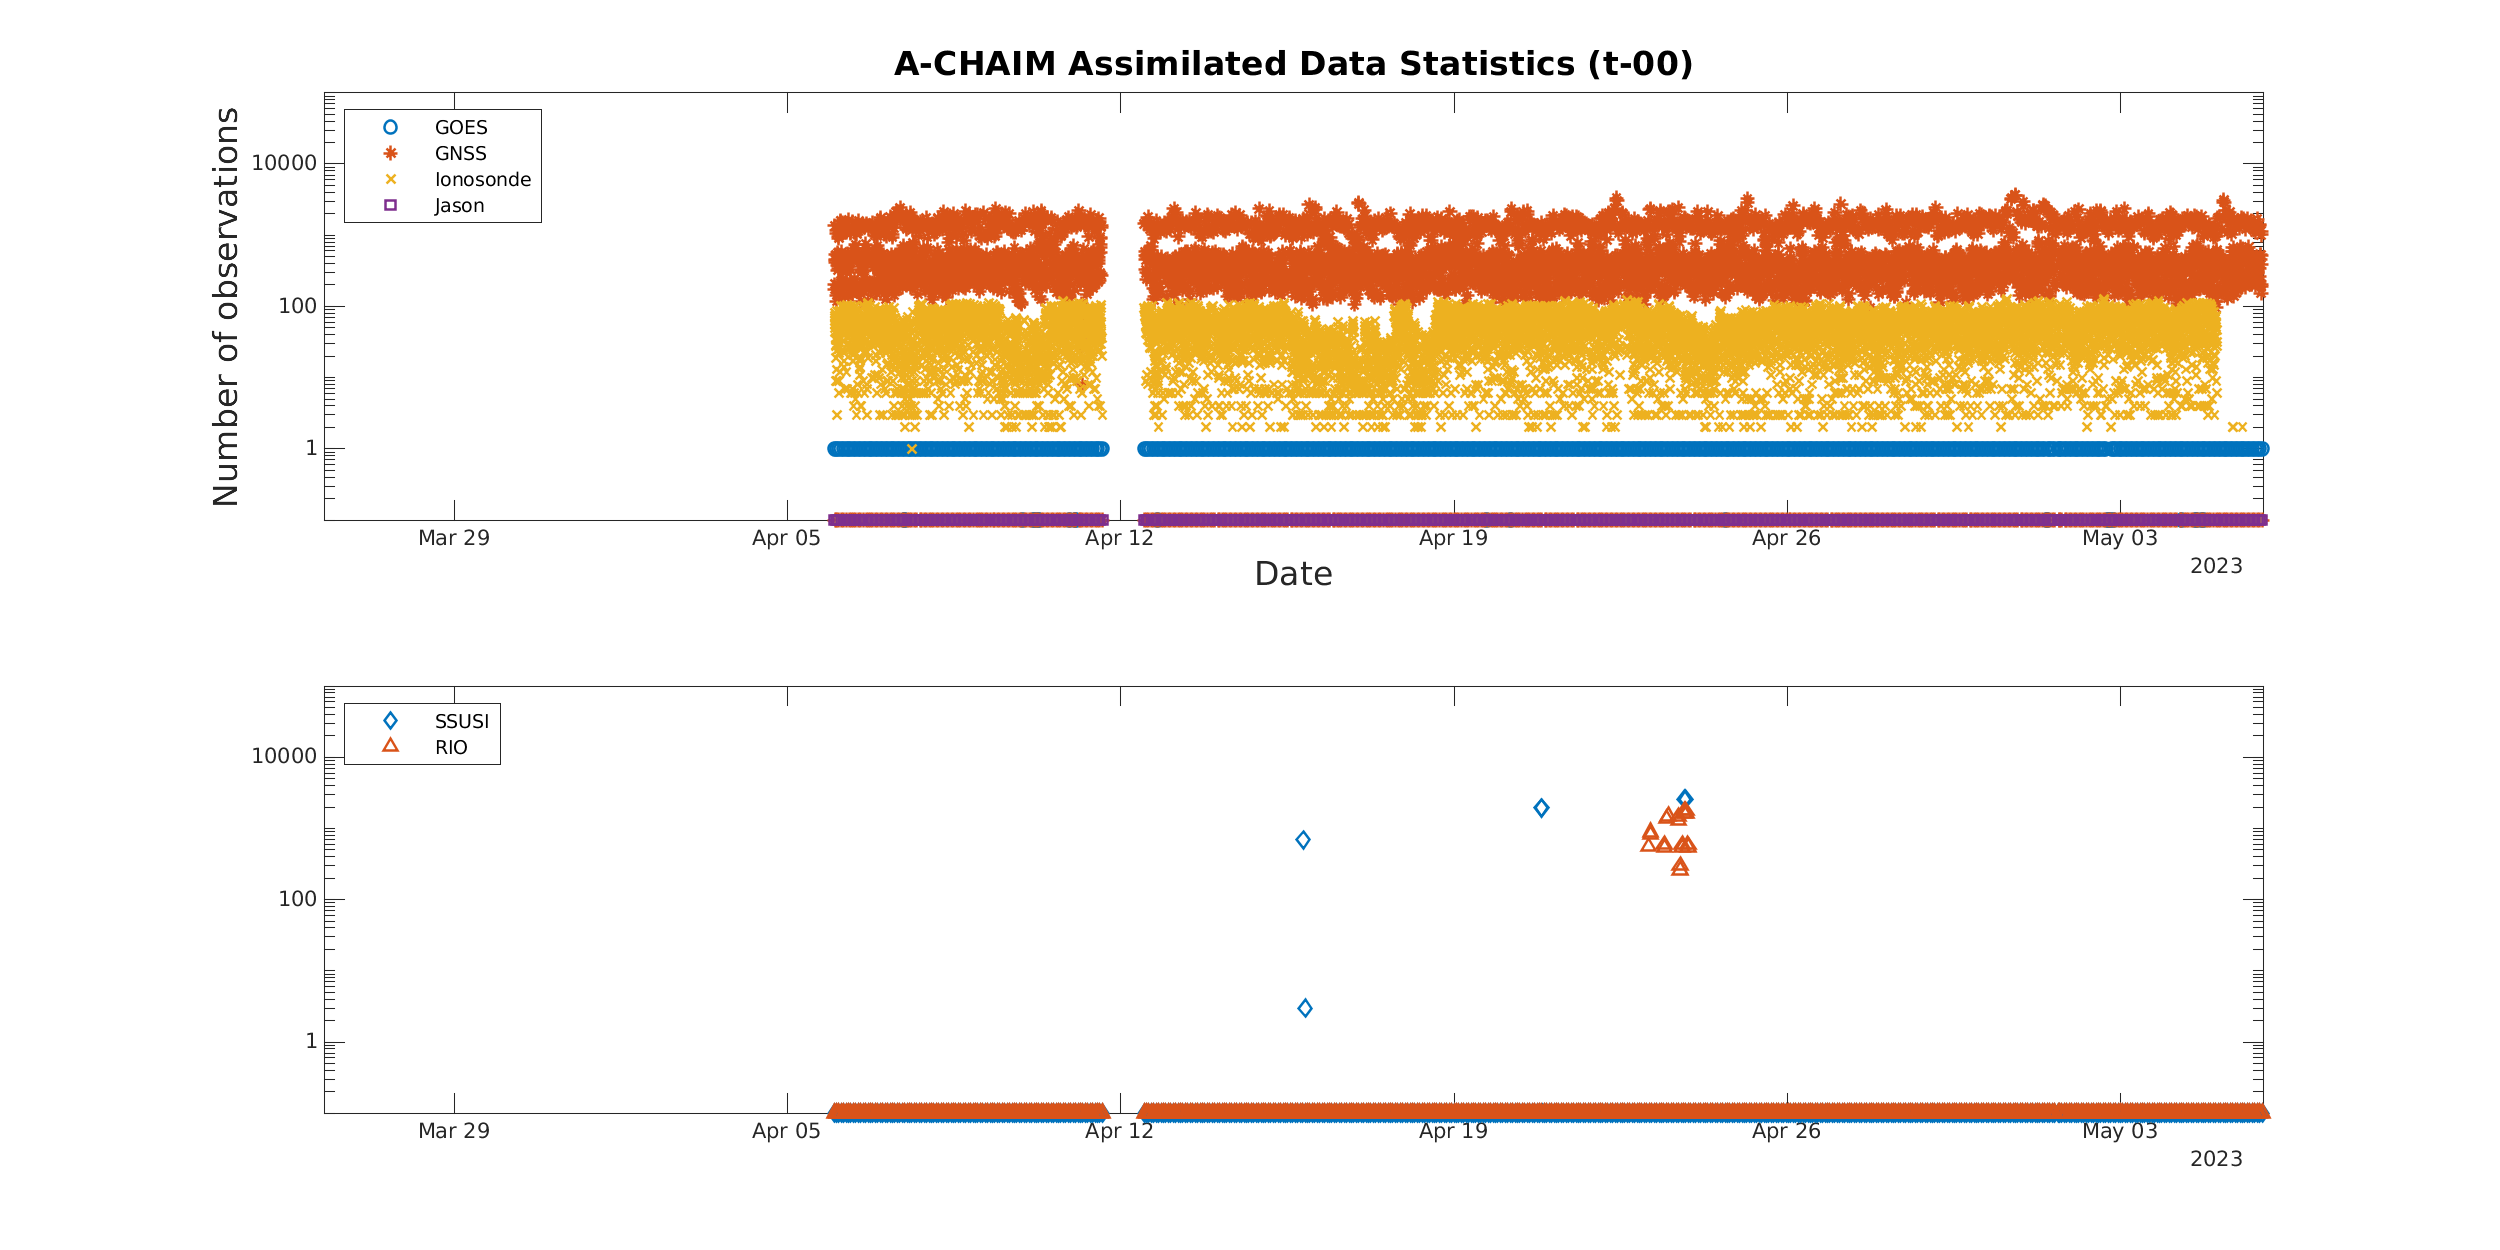 A-CHAIM Assimilated Data Statistics (t-00)
Number of observations
GOES
GNSS
Ionosonde
Jason
10000
100
1
Mar 29
Apr 05
Apr 12
Apr 19
Apr 26
May 03
2023
Date
SSUSI
RIO
10000
100
1
Mar 29
Apr 05
Apr 12
Apr 19
Apr 26
May 03
2023